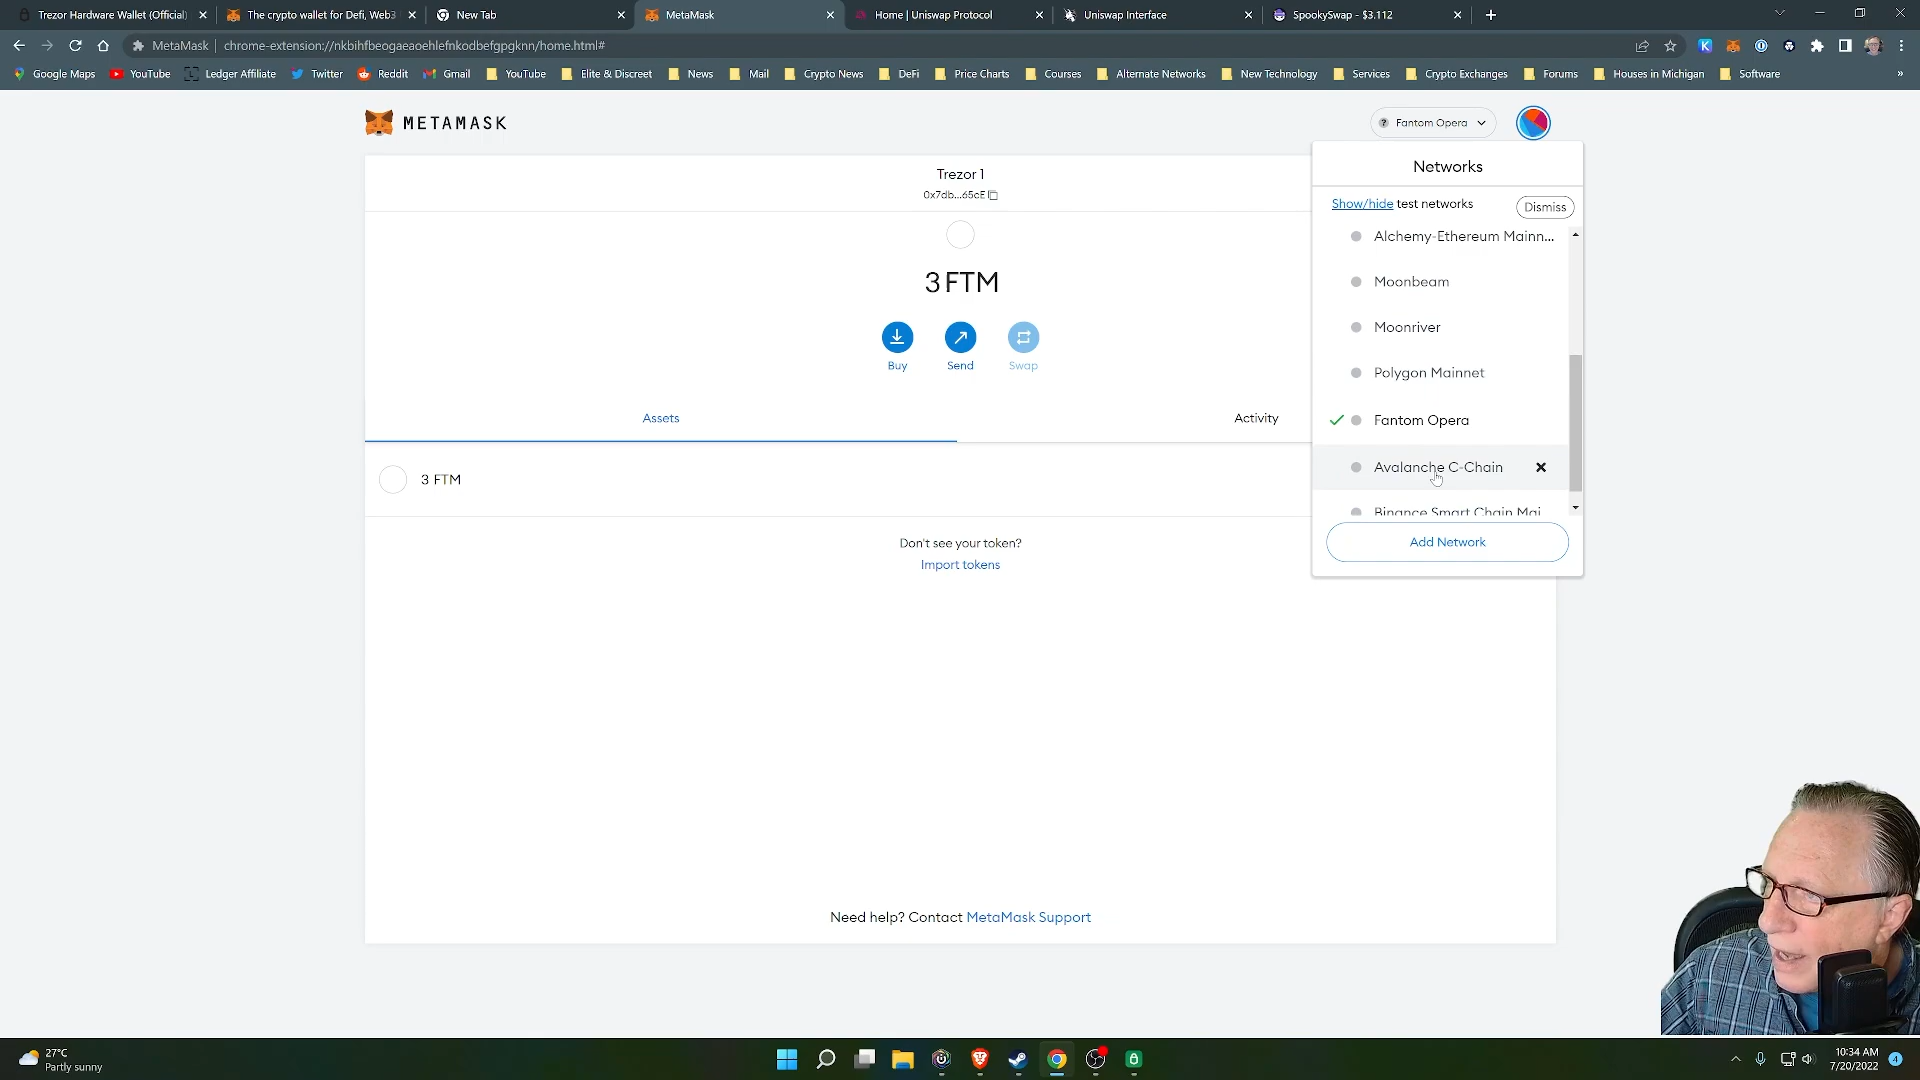 Trezor Hardware Wallet (Official)
The crypto wallet for Defi, Web3
New Tab
MetaMask
Home | Uniswap Protocol
Uniswap Interface
SpookySwap - $3.112
MetaMask
chrome-extension://nkbihfbeogaeaoehlefnkodbefgpgknn/home.html#
Google Maps
YouTube
Ledger Affiliate
Twitter
Reddit
Gmail
YouTube
Elite & Discreet
News
Mail
Crypto News
DeFi
Price Charts
Courses
Alternate Networks
New Technology
Services
Crypto Exchanges
Forums
Houses in Michigan
Software
METAMASK
? Fantom Opera
Trezor 1
0x7db...65cE
3 FTM
Buy
Send
Swap
Assets
Activity
3 FTM
Don't see your token?
Import tokens
Need help? Contact MetaMask Support
Networks
Show/hide test networks
Dismiss
Alchemy-Ethereum Mainn...
Moonbeam
Moonriver
Polygon Mainnet
Fantom Opera
Avalanche C-Chain
Binance Smart Chain Mai
Add Network
27°C
Partly sunny
10:34 AM
7/20/2022
4